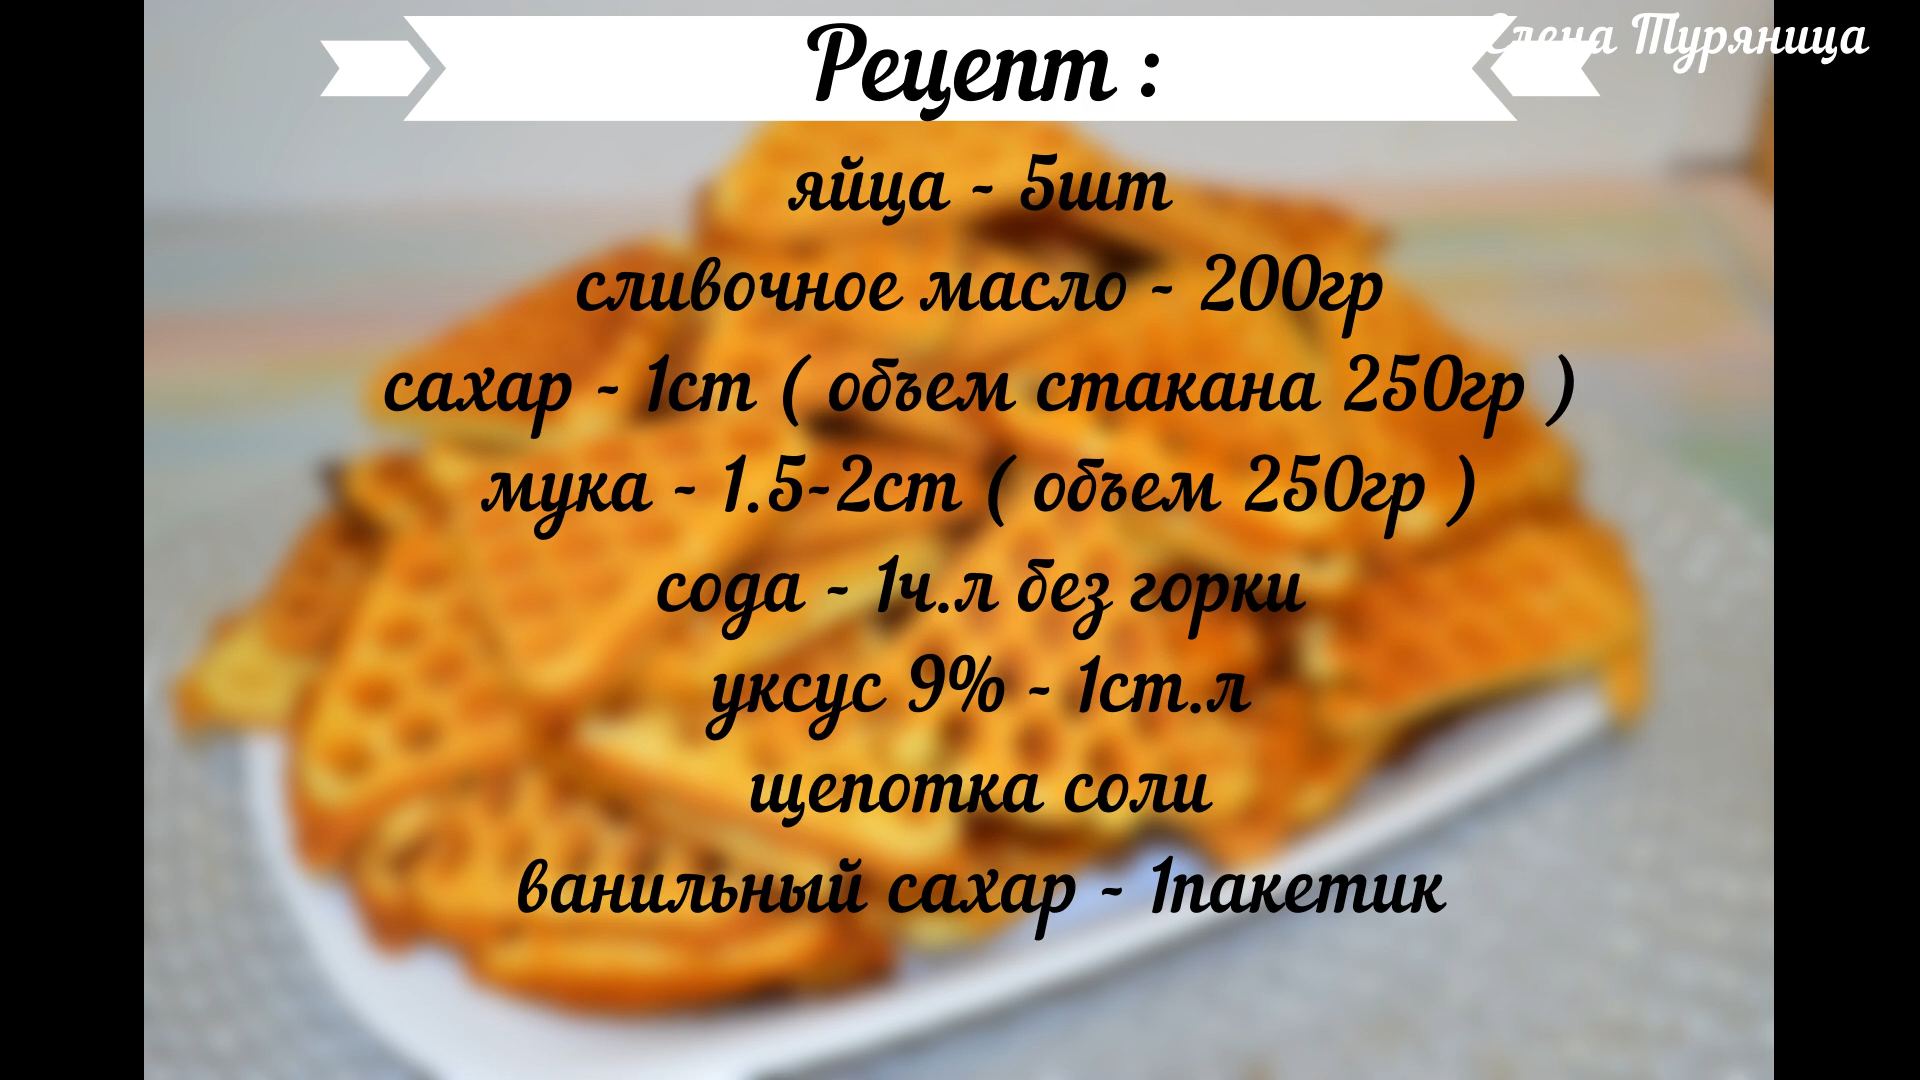 Рецепт :
Елена Туряница
яйца - 5шт
сливочное масло - 200гр
сахар - 1ст ( объем стакана 250гр )
мука - 1.5-2ст ( объем 250гр )
сода - 1ч.л без горки
уксус 9% - 1ст.л
щепотка соли
ванильный сахар - 1пакетик